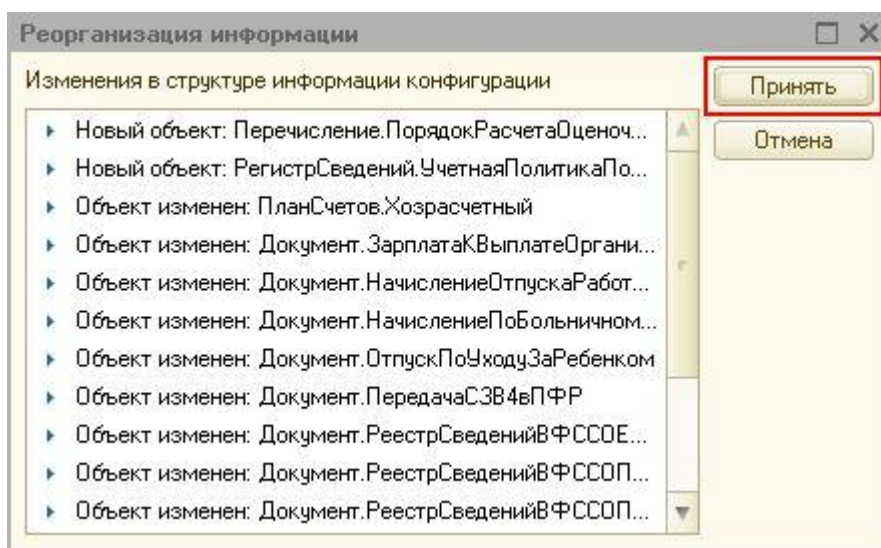 Реорганизация информации
Изменения в структуре информации конфигурации
Принять
Отмена
Новый объект: Перечисление.ПорядокРасчетаОценоч...
Новый объект: РегистрСведений.УчетнаяПолитикаПо...
Объект изменен: ПланСчетов.Хозрасчетный
Объект изменен: Документ.ЗарплатаКВыплатеОргани...
Объект изменен: Документ.НачислениеОтпускаРабот...
Объект изменен: Документ.НачислениеПоБольничном...
Объект изменен: Документ.ОтпускПоУходуЗаРебенком
Объект изменен: Документ.ПередачаСЗВ4вПФР
Объект изменен: Документ.РеестрСведенийВФССОЕ...
Объект изменен: Документ.РеестрСведенийВФССОП...
Объект изменен: Документ.РеестрСведенийВФССОП...